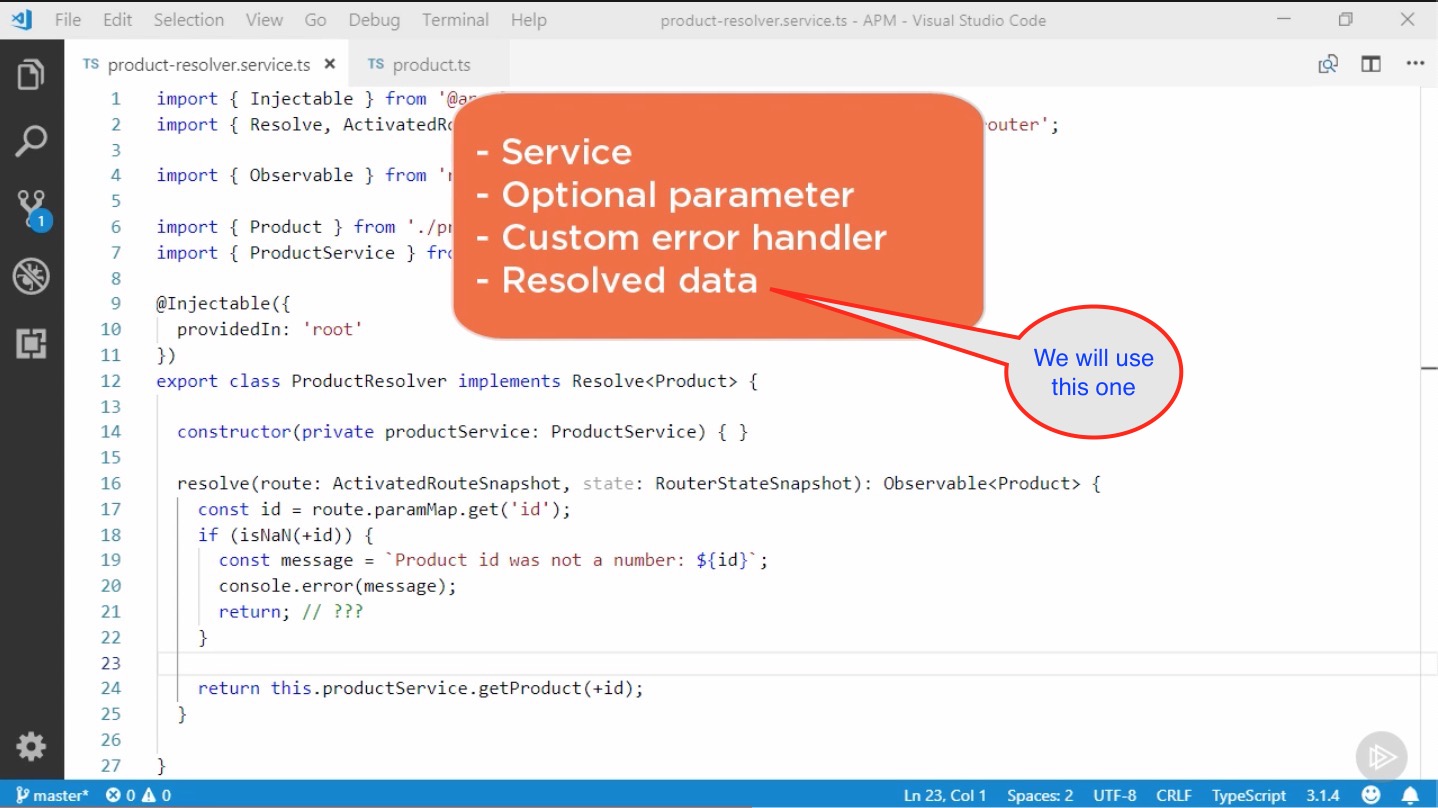 File Edit Selection View Go Debug Terminal Help product-resolver.service.ts - APM - Visual Studio Code
TS product-resolver.service.ts × TS product.ts
1 import { Injectable } from '@an
2 import { Resolve, ActivatedRo outer';
3
4 import { Observable } from 'r
5
6 import { Product } from './pr
7 import { ProductService } fro
8
9 @Injectable({
10 providedIn: 'root'
11 })
12 export class ProductResolver implements Resolve<Product> {
13
14 constructor(private productService: ProductService) { }
15
16 resolve(route: ActivatedRouteSnapshot, state: RouterStateSnapshot): Observable<Product> {
17 const id = route.paramMap.get('id');
18 if (isNaN(+id)) {
19 const message = `Product id was not a number: ${id}`;
20 console.error(message);
21 return; // ???
22 }
23
24 return this.productService.getProduct(+id);
25 }
26
27 }
- Service
- Optional parameter
- Custom error handler
- Resolved data
We will use
this one
1
master* 0 0 Ln 23, Col 1 Spaces: 2 UTF-8 CRLF TypeScript 3.1.4